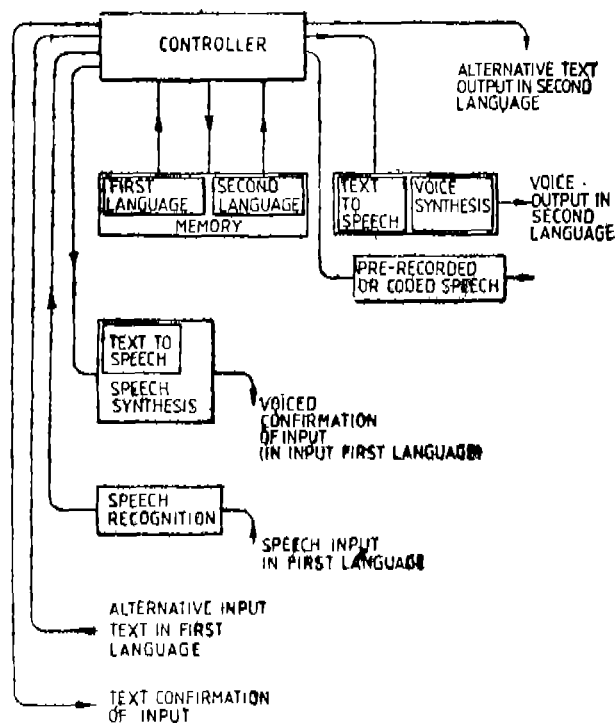 CONTROLLER
ALTERNATIVE TEXT
OUTPUT IN SECOND
LANGUAGE
FIRST
LANGUAGE
SECOND
LANGUAGE
MEMORY
TEXT
TO
SPEECH
VOICE
SYNTHESIS
VOICE
OUTPUT IN
SECOND
LANGUAGE
PRE-RECORDED
OR CODED SPEECH
TEXT TO
SPEECH
SPEECH
SYNTHESIS
VOICED
CONFIRMATION
OF INPUT
(IN INPUT FIRST LANGUAGE)
SPEECH
RECOGNITION
SPEECH INPUT
IN FIRST LANGUAGE
ALTERNATIVE INPUT
TEXT IN FIRST
LANGUAGE
TEXT CONFIRMATION
OF INPUT